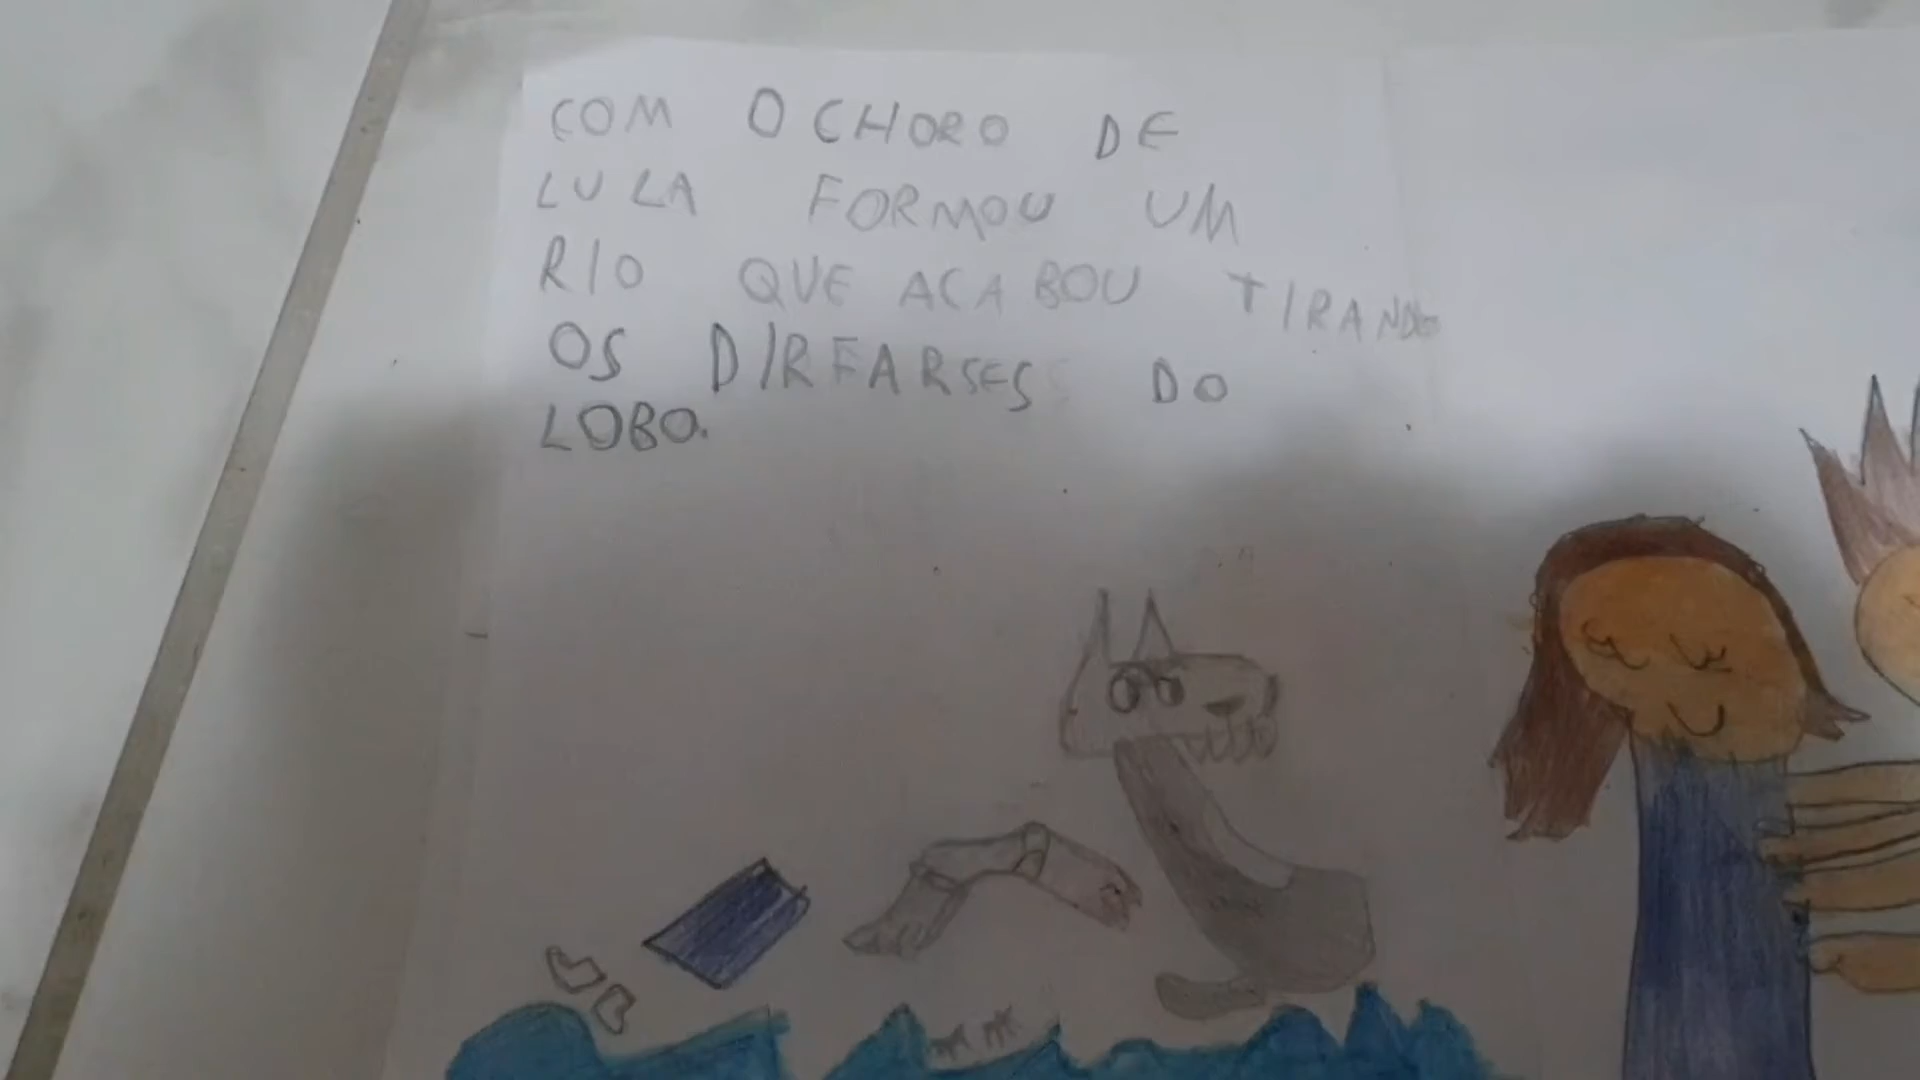 COM O CHORO DE
LULA FORMOU UM
RIO QUE ACABOU TIRANDO
OS DIRFARSES DO
LOBO.